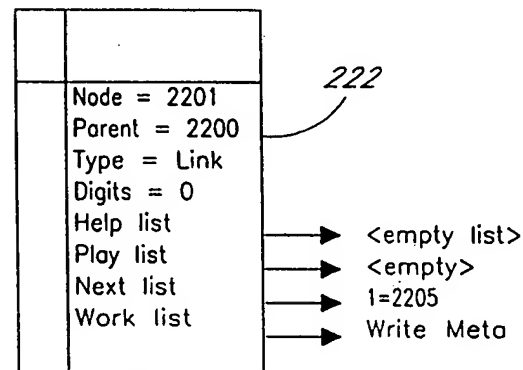 222
Node = 2201
Parent = 2200
Type = Link
Digits = 0
Help list
Play list
Next list
Work list
<empty list>
<empty>
1=2205
Write Meta